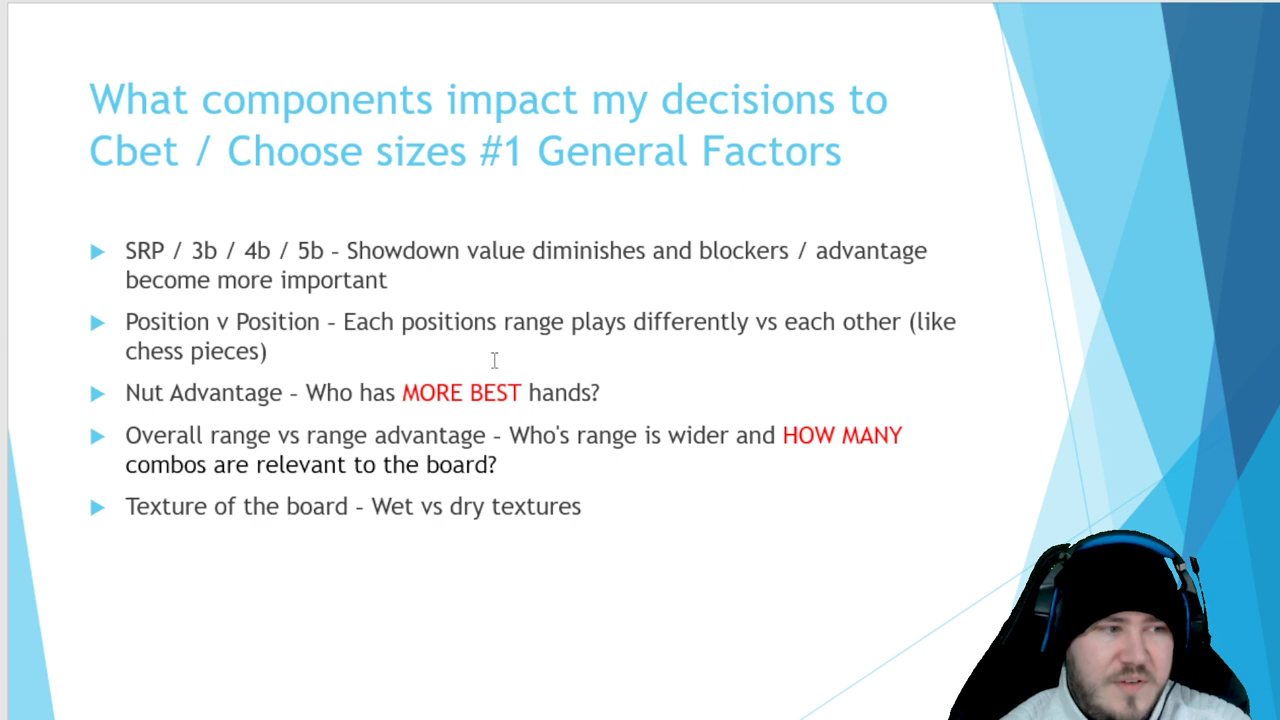 What components impact my decisions to
Cbet / Choose sizes #1 General Factors
SRP / 3b / 4b / 5b – Showdown value diminishes and blockers / advantage
become more important
Position v Position – Each positions range plays differently vs each other (like
chess pieces)
Nut Advantage – Who has MORE BEST hands?
Overall range vs range advantage – Who's range is wider and HOW MANY
combos are relevant to the board?
Texture of the board – Wet vs dry textures